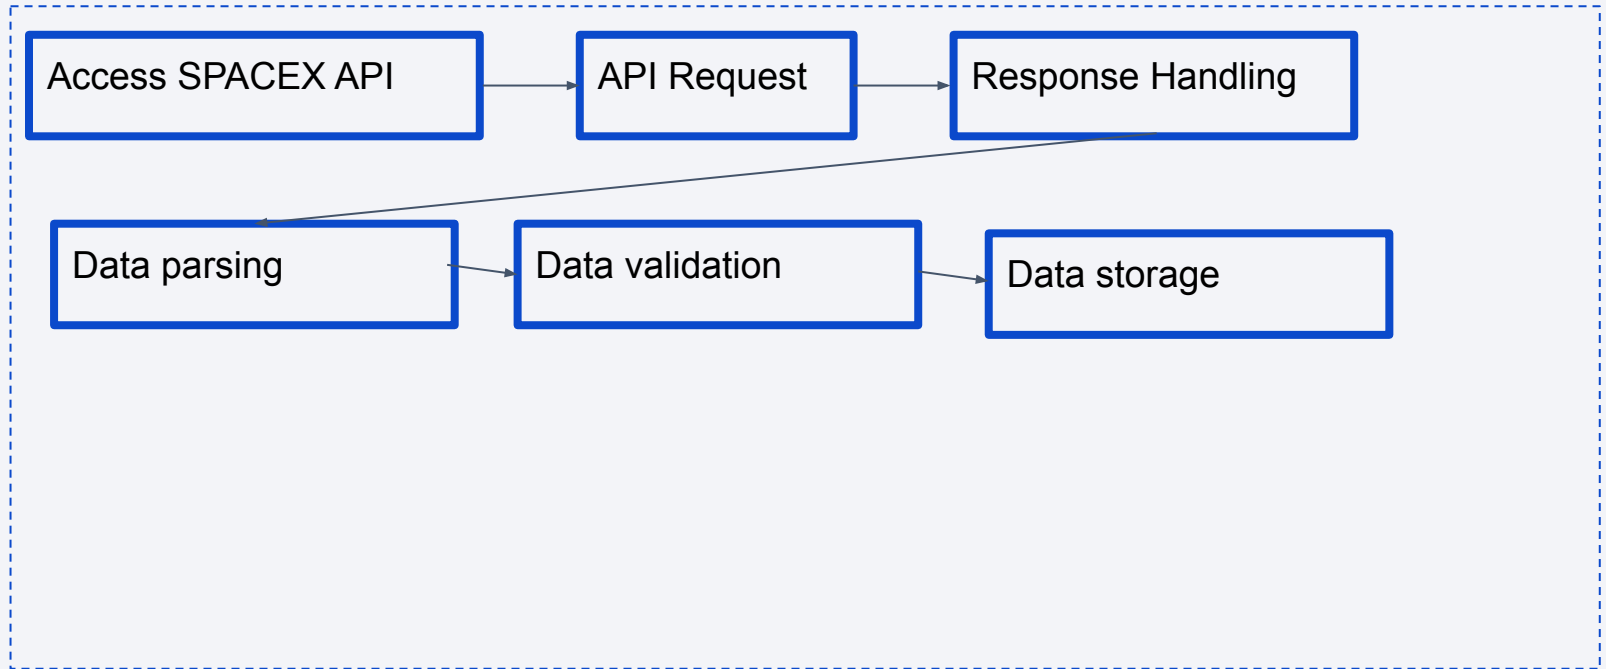 Access SPACEX API
API Request
Response Handling
Data parsing
Data validation
Data storage